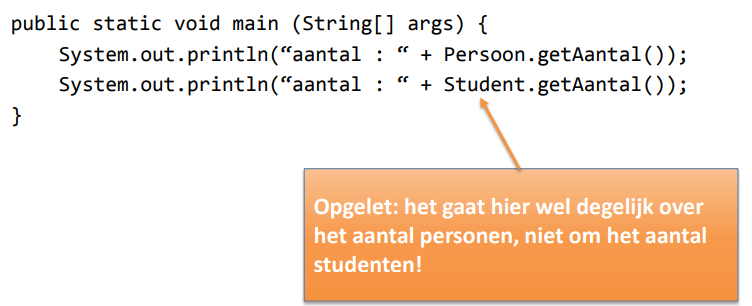 public static void main (String[] args) {
System.out.println(“aantal : “ + Persoon.getAantal());
System.out.println(“aantal : “ + Student.getAantal());
}
Opgelet: het gaat hier wel degelijk over
het aantal personen, niet om het aantal
studenten!